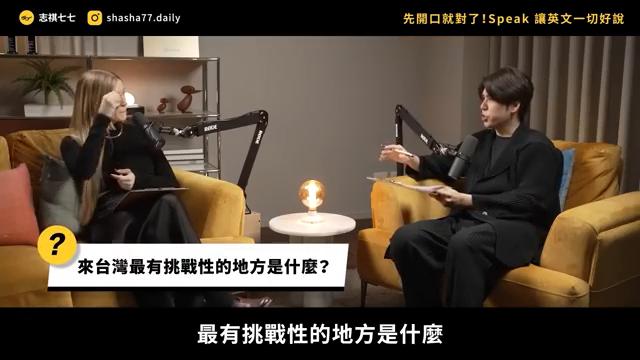 志祺七七
shasha77.daily
先開口就對了!Speak 讓英文一切好說
RODE
?
來台灣最有挑戰性的地方是什麼?
最有挑戰性的地方是什麼